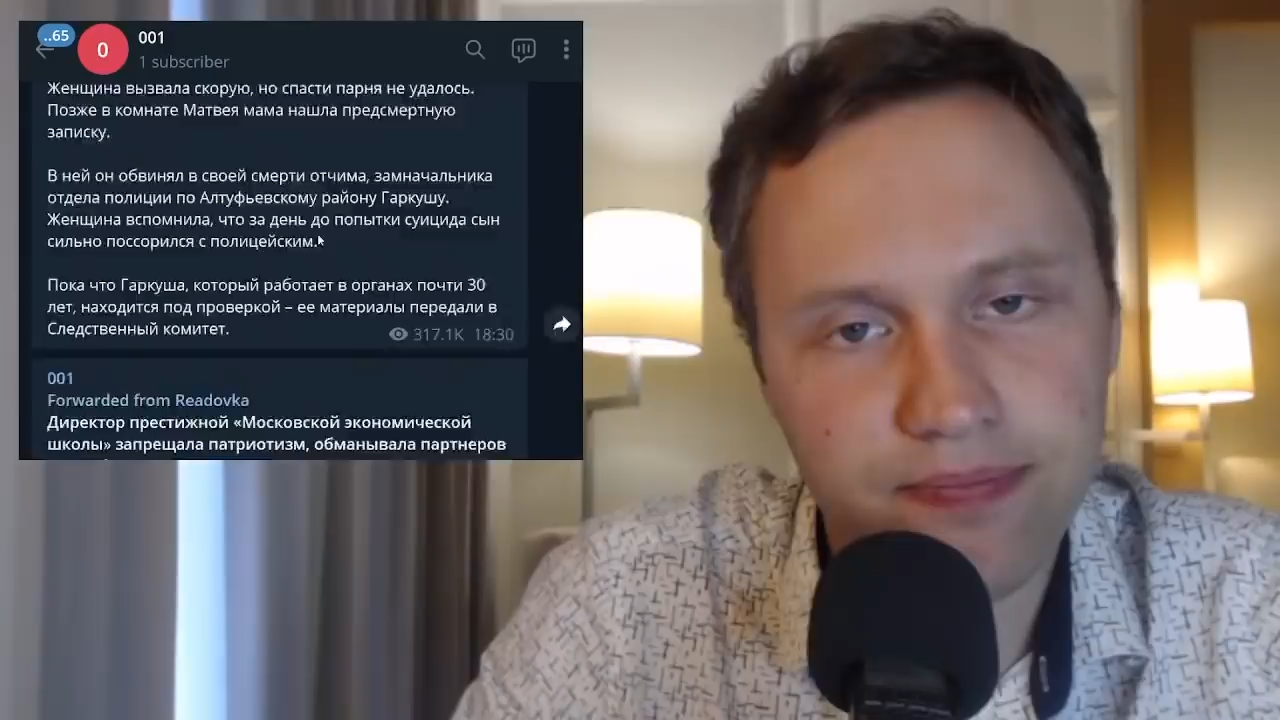 ..65
0
001
1 subscriber
Женщина вызвала скорую, но спасти парня не удалось.
Позже в комнате Матвея мама нашла предсмертную
записку.
В ней он обвинял в своей смерти отчима, замначальника
отдела полиции по Алтуфьевскому району Гаркушу.
Женщина вспомнила, что за день до попытки суицида сын
сильно поссорился с полицейским.
Пока что Гаркуша, который работает в органах почти 30
лет, находится под проверкой – ее материалы передали в
Следственный комитет.
317.1K 18:30
001
Forwarded from Readovka
Директор престижной «Московской экономической
школы» запрещала патриотизм, обманывала партнеров